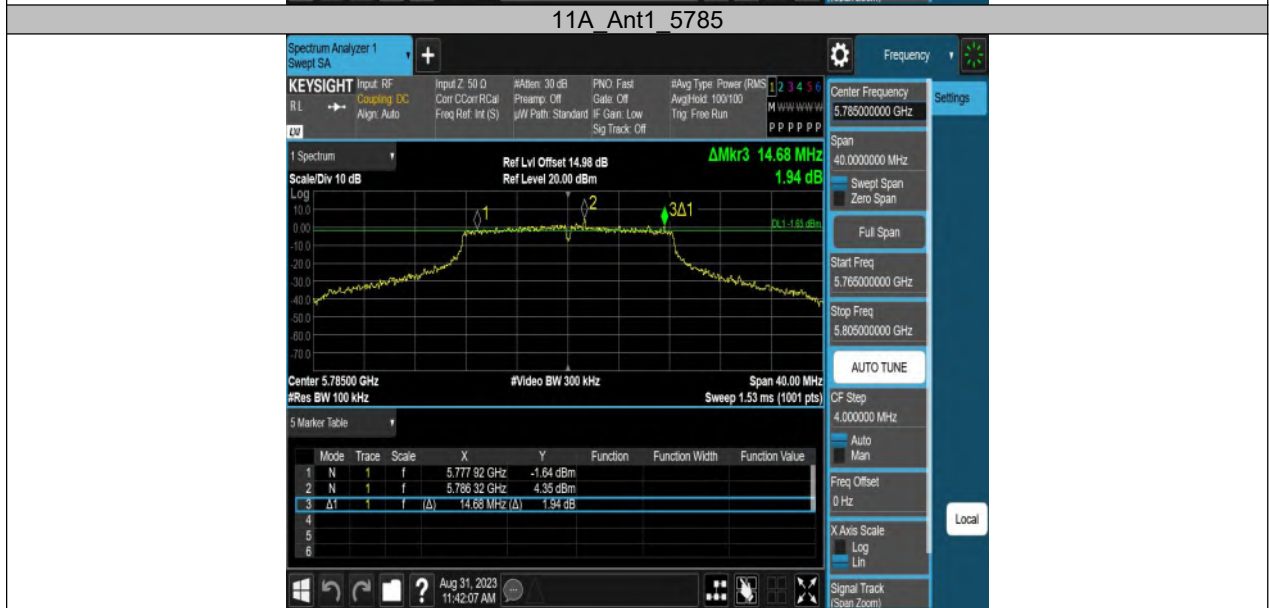 11A_Ant1_5785
Spectrum Analyzer 1
Swept SA
+
Frequency
KEYSIGHT
RL
LXI
Input: RF
Coupling: DC
Align: Auto
Input Z: 50 Ω
Corr CCorr RCal
Freq Ref: Int (S)
#Atten: 30 dB
Preamp: Off
µW Path: Standard
PNO: Fast
Gate: Off
IF Gain: Low
Sig Track: Off
#Avg Type: Power (RMS
Avg|Hold: 100/100
Trig: Free Run
1 2 3 4 5 6
M W W W W W
P P P P P P
Center Frequency
5.785000000 GHz
Settings
1 Spectrum
Scale/Div 10 dB
Ref Lvl Offset 14.98 dB
Ref Level 20.00 dBm
ΔMkr3 14.68 MHz
1.94 dB
Log
10.0
0.00
-10.0
-20.0
-30.0
-40.0
-50.0
-60.0
-70.0
1
2
3Δ1
DL1 -1.65 dBm
Center 5.78500 GHz
#Res BW 100 kHz
#Video BW 300 kHz
Span 40.00 MHz
Sweep 1.53 ms (1001 pts)
Span
40.0000000 MHz
Swept Span
Zero Span
Full Span
Start Freq
5.765000000 GHz
Stop Freq
5.805000000 GHz
AUTO TUNE
CF Step
4.000000 MHz
Auto
Man
Freq Offset
0 Hz
X Axis Scale
Log
Lin
Signal Track
(Span Zoom)
Local
5 Marker Table
Mode Trace Scale X Y Function Function Width Function Value
1 N 1 f 5.777 92 GHz -1.64 dBm
2 N 1 f 5.786 32 GHz 4.35 dBm
3 Δ1 1 f (Δ) 14.68 MHz (Δ) 1.94 dB
4
5
6
?
Aug 31, 2023
11:42:07 AM